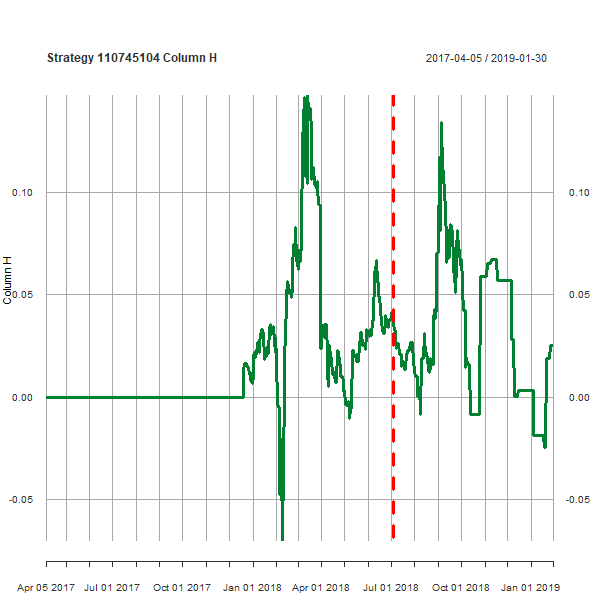 Strategy 110745104 Column H
2017-04-05 / 2019-01-30
0.10
0.10
0.05
0.05
0.00
0.00
-0.05
-0.05
Column H
Apr 05 2017
Jul 01 2017
Oct 01 2017
Jan 01 2018
Apr 01 2018
Jul 01 2018
Oct 01 2018
Jan 01 2019